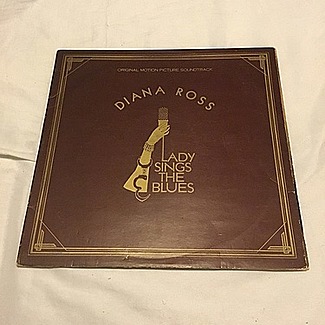 ORIGINAL MOTION PICTURE SOUNDTRACK
DIANA ROSS
LADY
SINGS
THE
BLUES